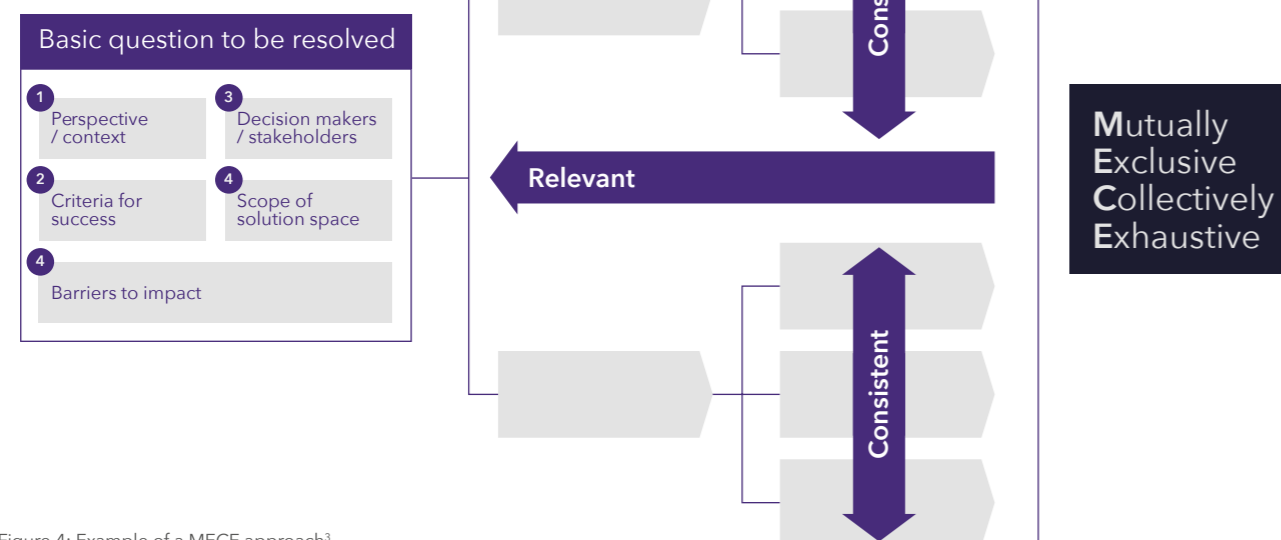 Basic question to be resolved
1
Perspective
/ context
3
Decision makers
/ stakeholders
2
Criteria for
success
4
Scope of
solution space
4
Barriers to impact
Relevant
Consistent
Mutually
Exclusive
Collectively
Exhaustive